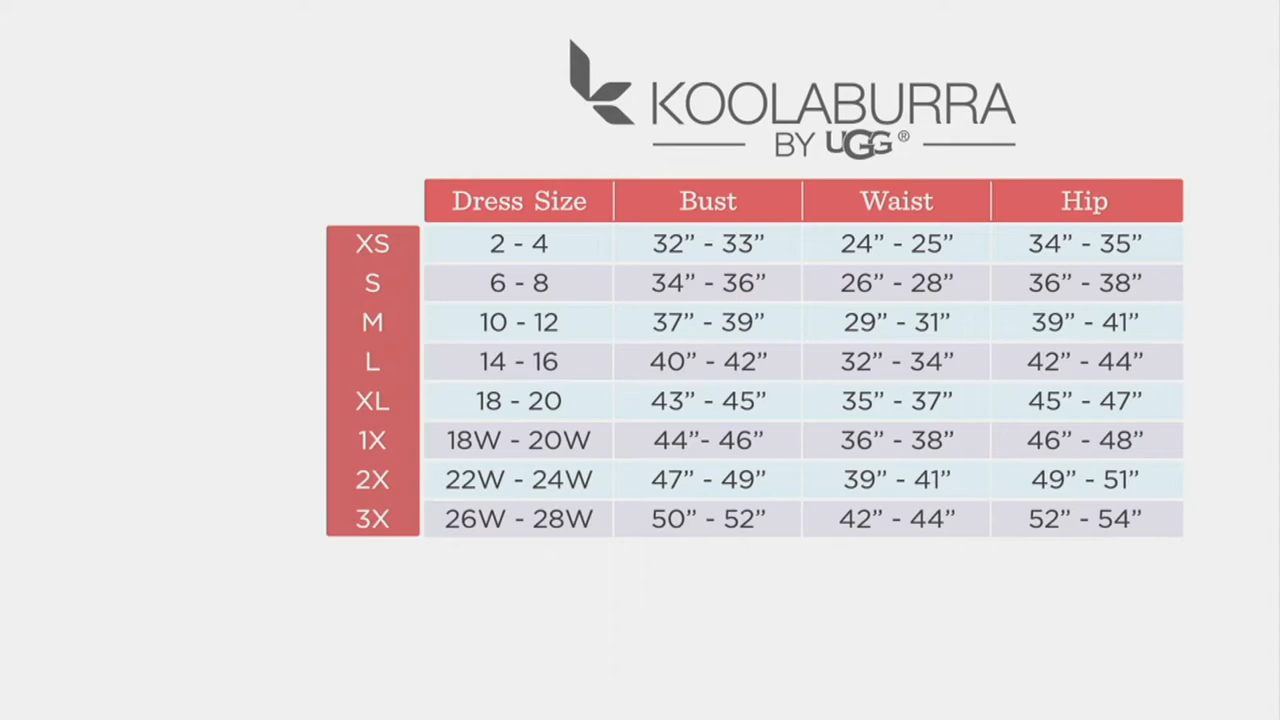 KOOLABURRA
BY UGG®
Dress Size Bust Waist Hip
XS 2 - 4 32” - 33” 24” - 25” 34” - 35”
S 6 - 8 34” - 36” 26” - 28” 36” - 38”
M 10 - 12 37” - 39” 29” - 31” 39” - 41”
L 14 - 16 40” - 42” 32” - 34” 42” - 44”
XL 18 - 20 43” - 45” 35” - 37” 45” - 47”
1X 18W - 20W 44”- 46” 36” - 38” 46” - 48”
2X 22W - 24W 47” - 49” 39” - 41” 49” - 51”
3X 26W - 28W 50” - 52” 42” - 44” 52” - 54”